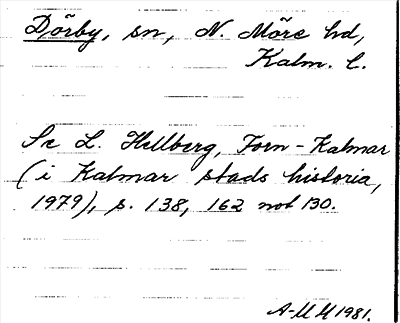 Dörby, sn, N. Möre hd,
Kalm. l.
Se L. Hellberg, Forn-Kalmar
(i Kalmar stads historia,
1979), s. 138, 162 not 130.
A-M M 1981.